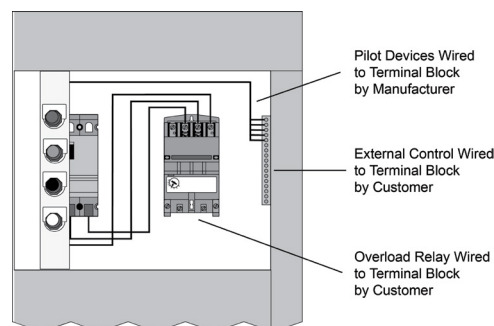 Pilot Devices Wired
to Terminal Block
by Manufacturer
External Control Wired
to Terminal Block
by Customer
Overload Relay Wired
to Terminal Block
by Customer